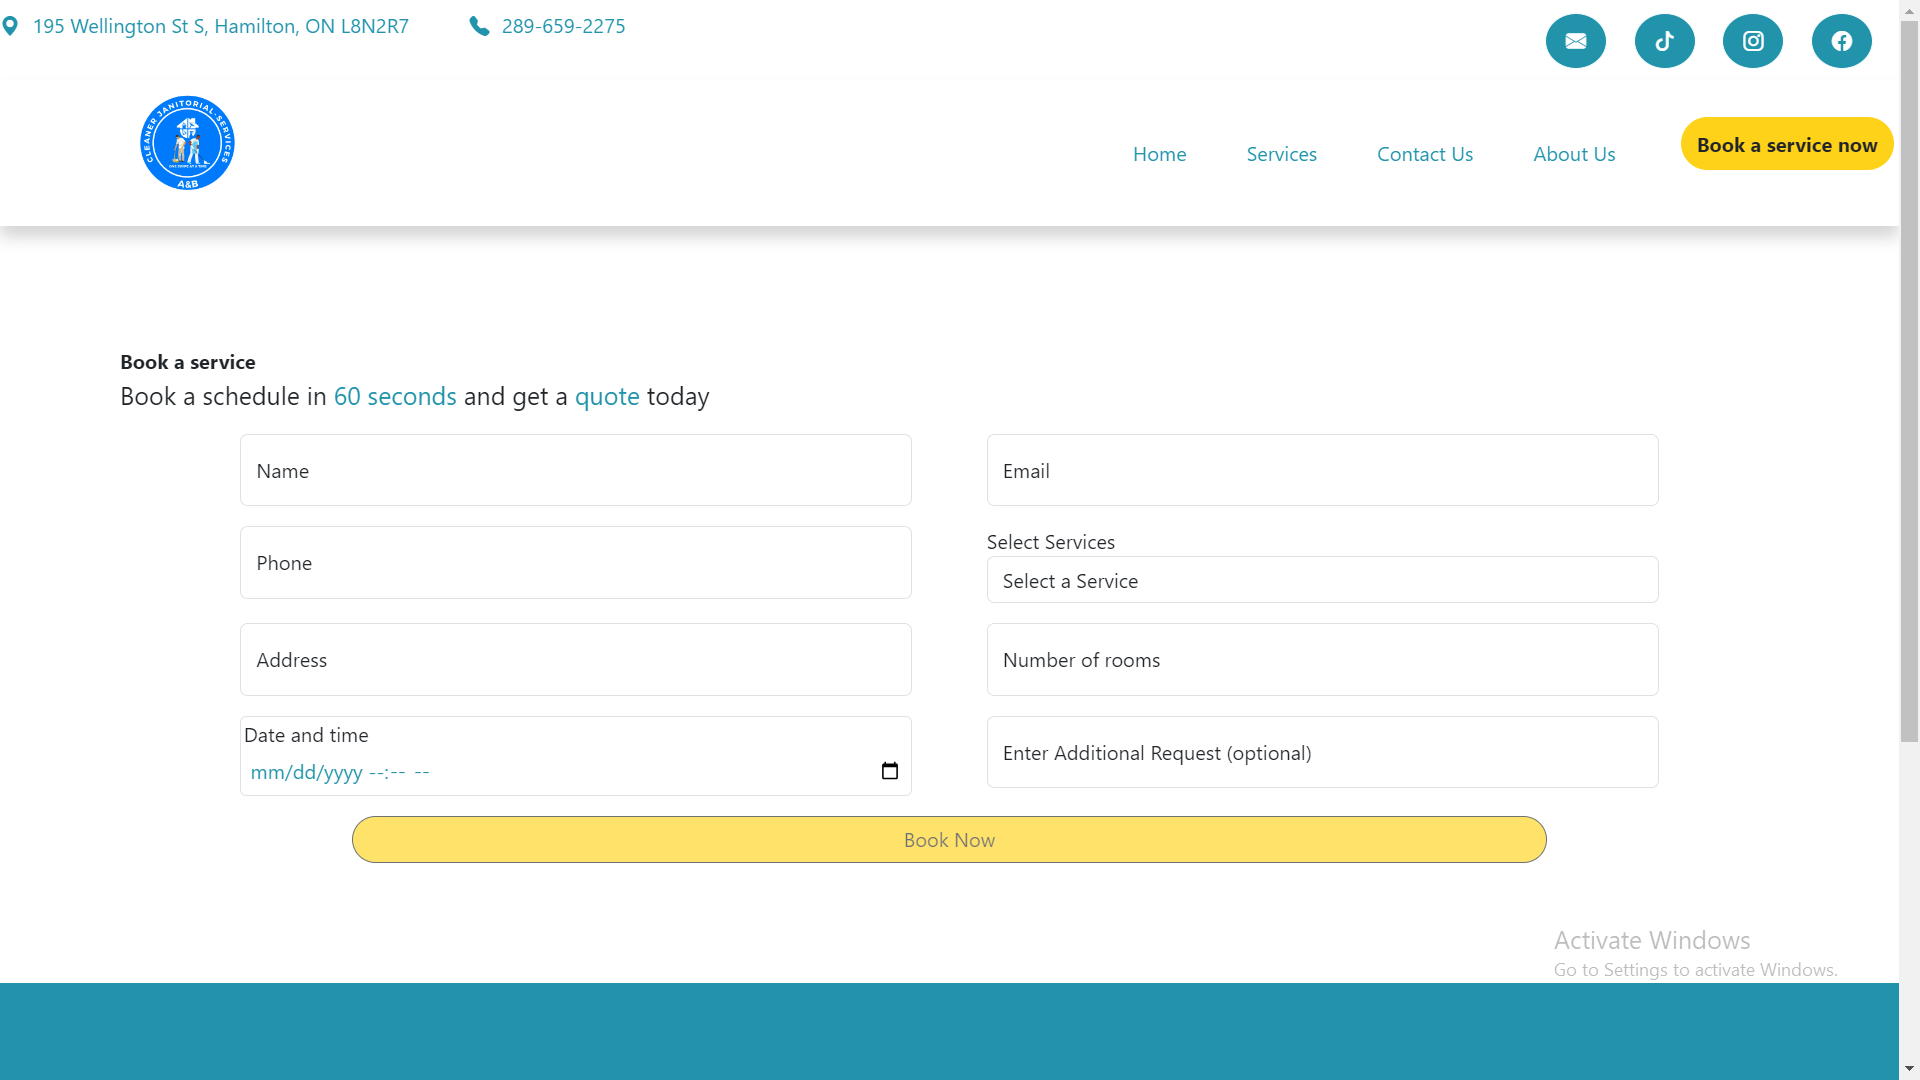 195 Wellington St S, Hamilton, ON L8N2R7
289-659-2275
CLEANER JANITORIAL-SERVICES
A&B
Home
Services
Contact Us
About Us
Book a service now
Book a service
Book a schedule in 60 seconds and get a quote today
Name
Email
Phone
Select Services
Select a Service
Address
Number of rooms
Date and time
mm/dd/yyyy --:-- --
Enter Additional Request (optional)
Book Now
Activate Windows
Go to Settings to activate Windows.